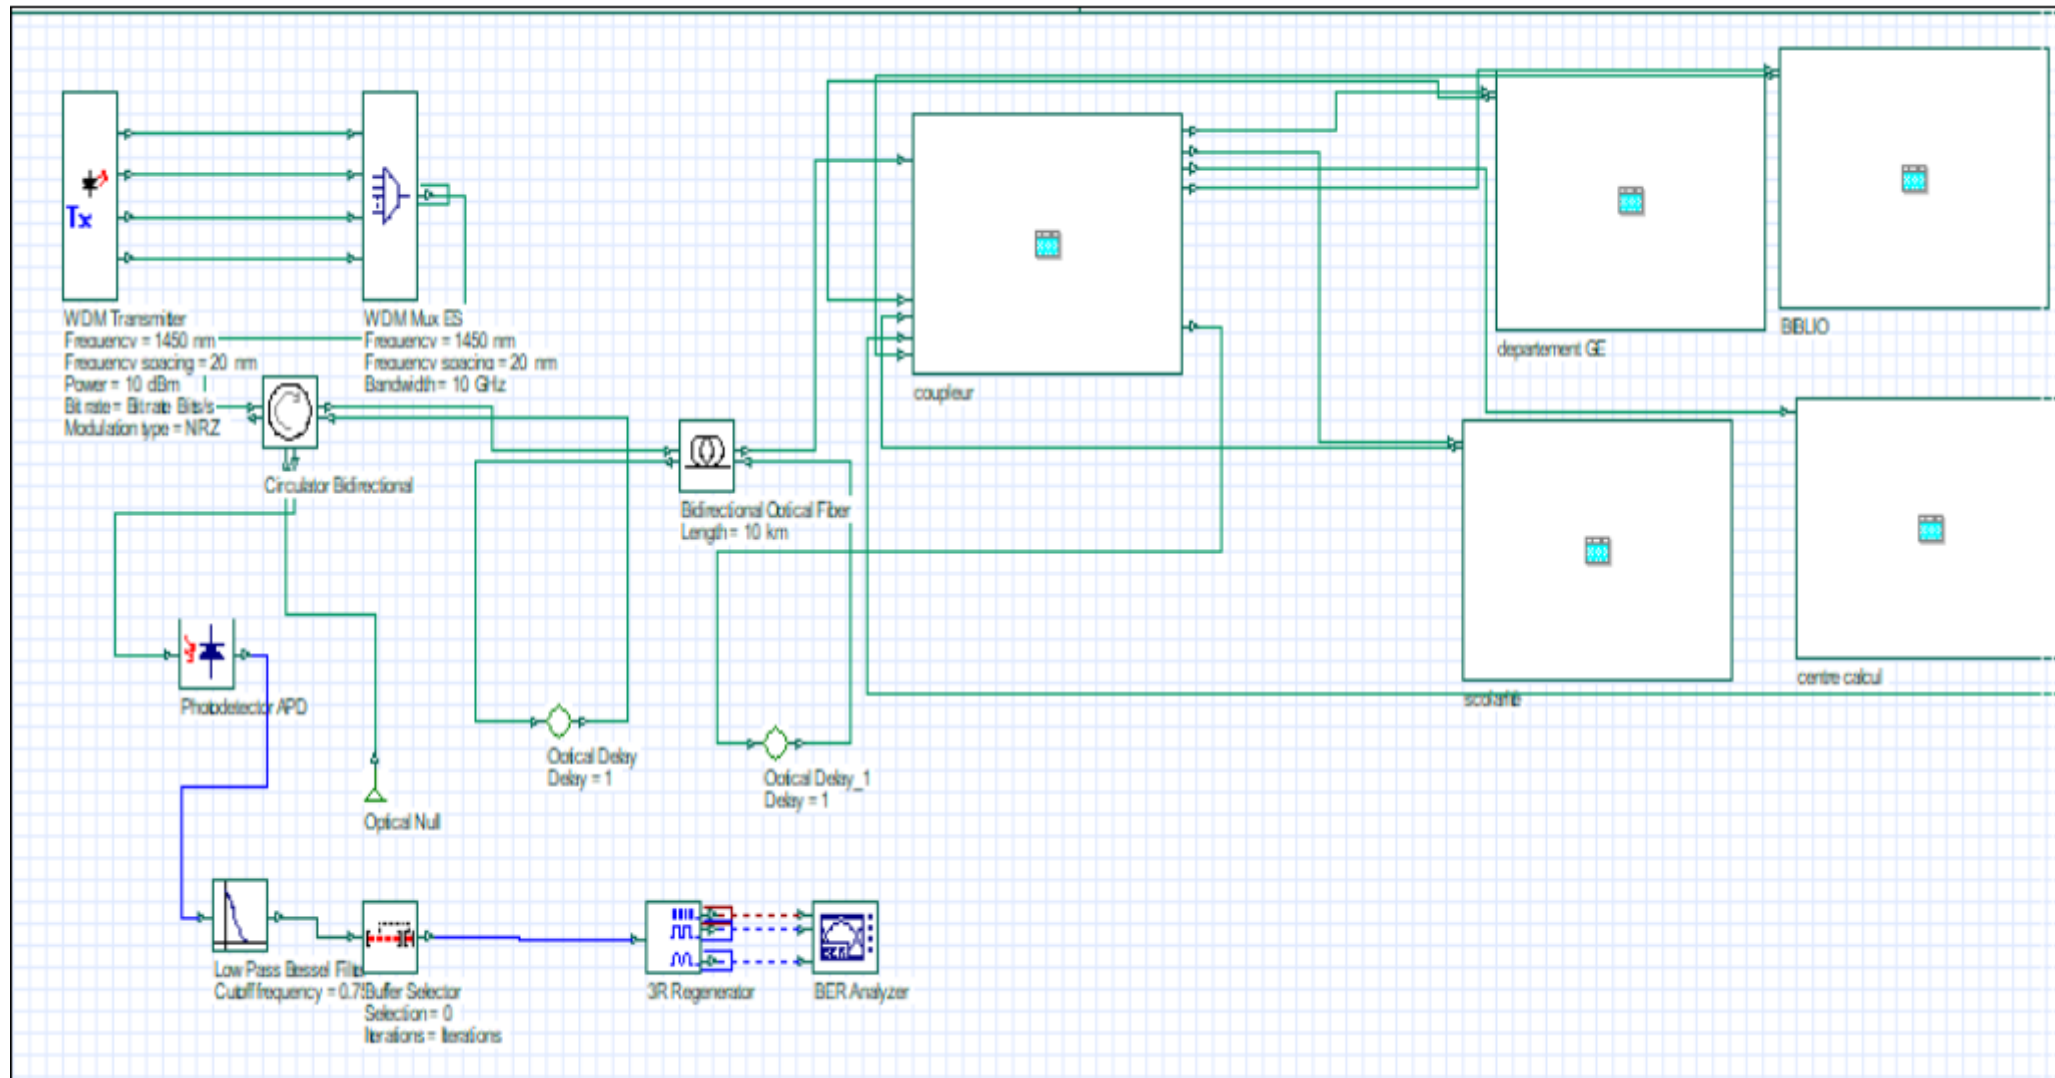 Tx
WDM Transmitter
Frequency = 1450 nm
Frequency spacing = 20 nm
Power = 10 dBm
Bit rate = Bit rate Bits/s
Modulation type = NRZ
WDM Mux ES
Frequency = 1450 nm
Frequency spacing = 20 nm
Bandwidth = 10 GHz
Circulator Bidirectional
Bidirectional Optical Fiber
Length = 10 km
coupleur
departement GE
BIBLIO
scolarité
centre calcul
Photodetector APD
Optical Delay
Delay = 1
Optical Delay_1
Delay = 1
Optical Null
Low Pass Bessel Filte
Cutoff frequency = 0.75
Buffer Selector
Selection = 0
Iterations = Iterations
3R Regenerator
BER Analyzer